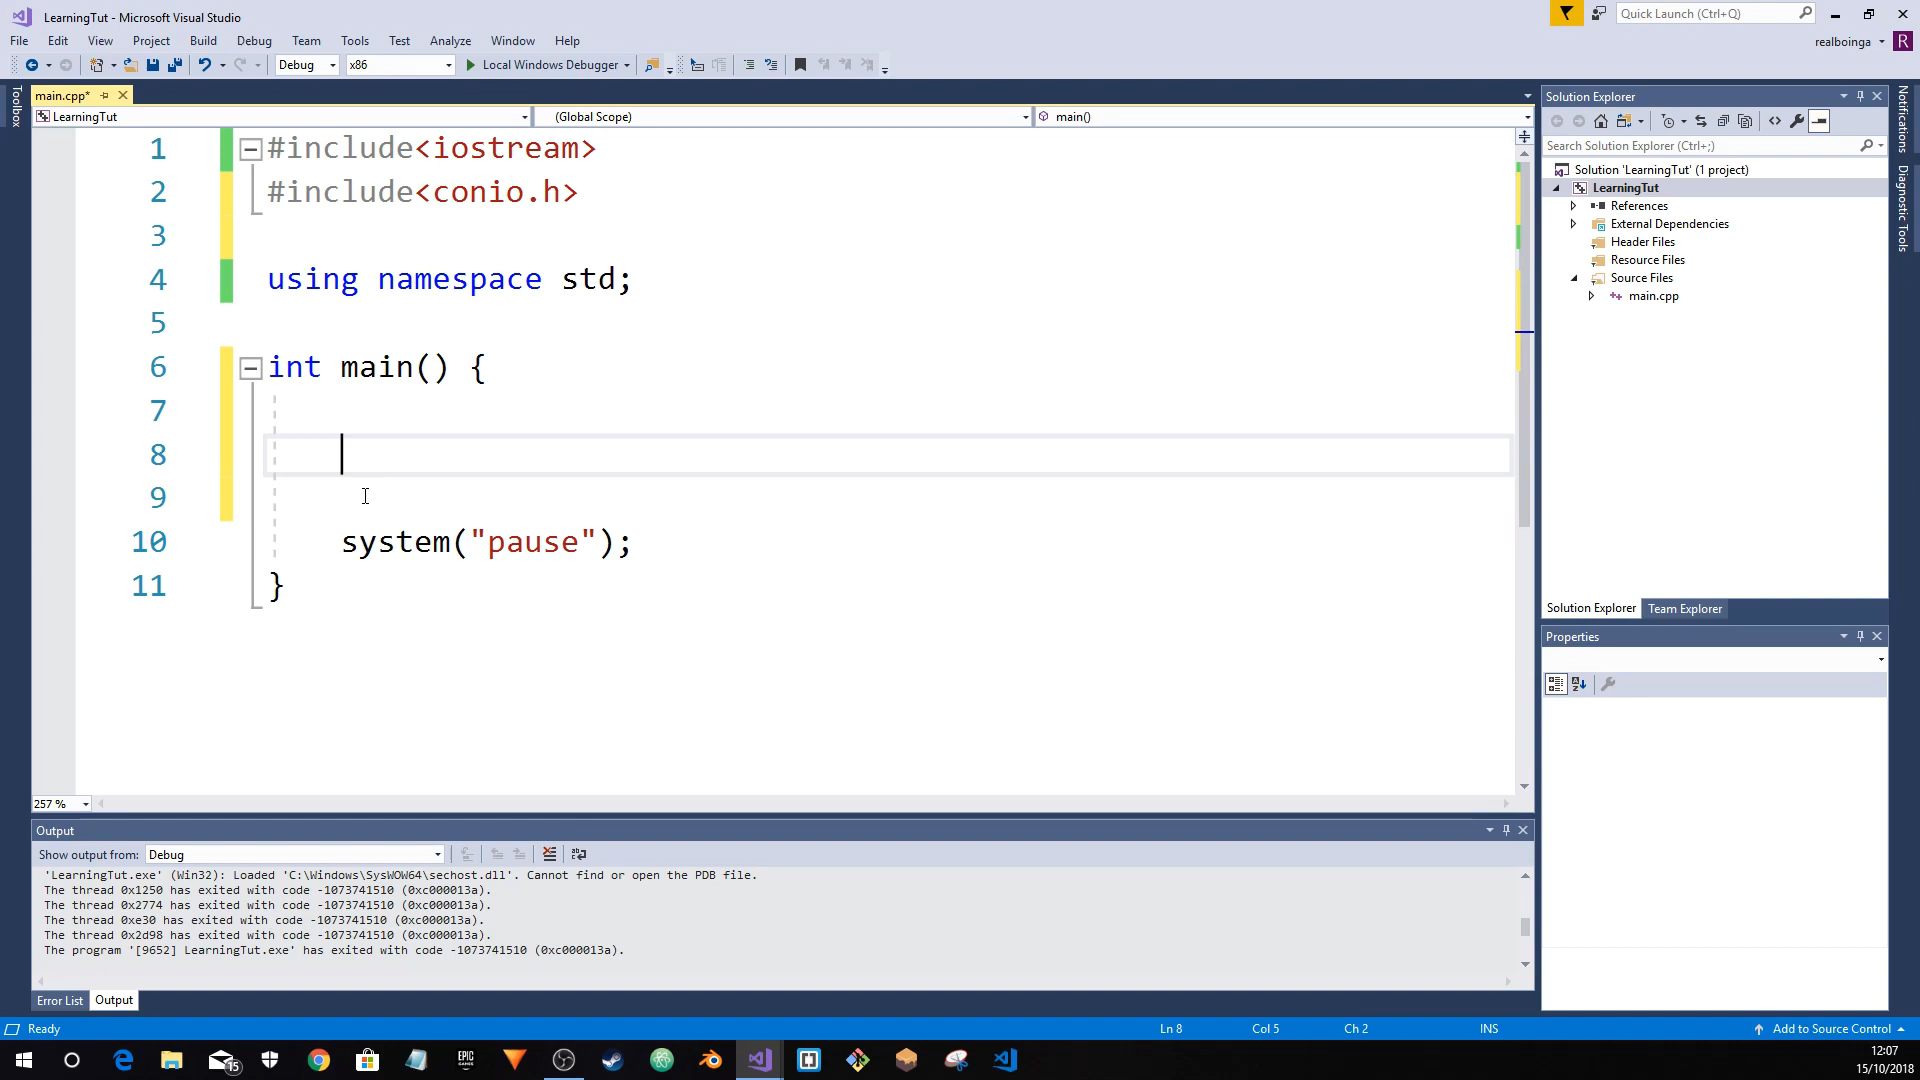 LearningTut - Microsoft Visual Studio
Quick Launch (Ctrl+Q)
File Edit View Project Build Debug Team Tools Test Analyze Window Help
realboinga R
Debug x86 Local Windows Debugger
Toolbox
main.cpp*
LearningTut (Global Scope) main()
1 #include<iostream>
2 #include<conio.h>
3
4 using namespace std;
5
6 int main() {
7
8
9
10 system("pause");
11 }
257 %
Solution Explorer
Search Solution Explorer (Ctrl+;)
Solution 'LearningTut' (1 project)
LearningTut
References
External Dependencies
Header Files
Resource Files
Source Files
main.cpp
Solution Explorer Team Explorer
Properties
Notifications
Diagnostic Tools
Output
Show output from: Debug
'LearningTut.exe' (Win32): Loaded 'C:\Windows\SysWOW64\sechost.dll'. Cannot find or open the PDB file.
The thread 0x1250 has exited with code -1073741510 (0xc000013a).
The thread 0x2774 has exited with code -1073741510 (0xc000013a).
The thread 0xe30 has exited with code -1073741510 (0xc000013a).
The thread 0x2d98 has exited with code -1073741510 (0xc000013a).
The program '[9652] LearningTut.exe' has exited with code -1073741510 (0xc000013a).
Error List Output
Ready Ln 8 Col 5 Ch 2 INS Add to Source Control
15
EPIC GAMES
12:07
15/10/2018